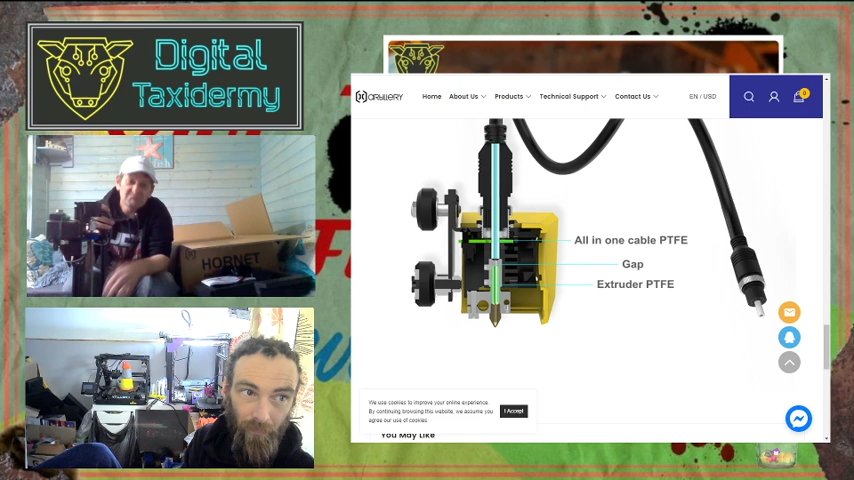 Digital
Taxidermy
HORNET
ARTILLERY
Home
About Us
Products
Technical Support
Contact Us
EN / USD
0
All in one cable PTFE
Gap
Extruder PTFE
We use cookies to improve your online experience.
By continuing browsing this website, we assume you
agree our use of cookies.
I Accept
You May Like